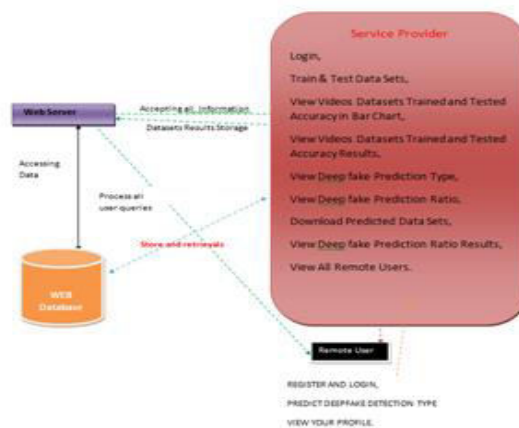 Service Provider
Login,
Train & Test Data Sets,
View Videos Datasets Trained and Tested
Accuracy in Bar Chart,
View Videos Datasets Trained and Tested
Accuracy Results,
View Deep fake Prediction Type,
View Deep fake Prediction Ratio,
Download Predicted Data Sets,
View Deep fake Prediction Ratio Results,
View All Remote Users.
Web Server
Accepting all Information
Datasets Results Storage
Accessing
Data
Process all
user queries
Store and retrievals
WEB
Database
Remote User
REGISTER AND LOGIN,
PREDICT DEEPFAKE DETECTION TYPE
VIEW YOUR PROFILE.